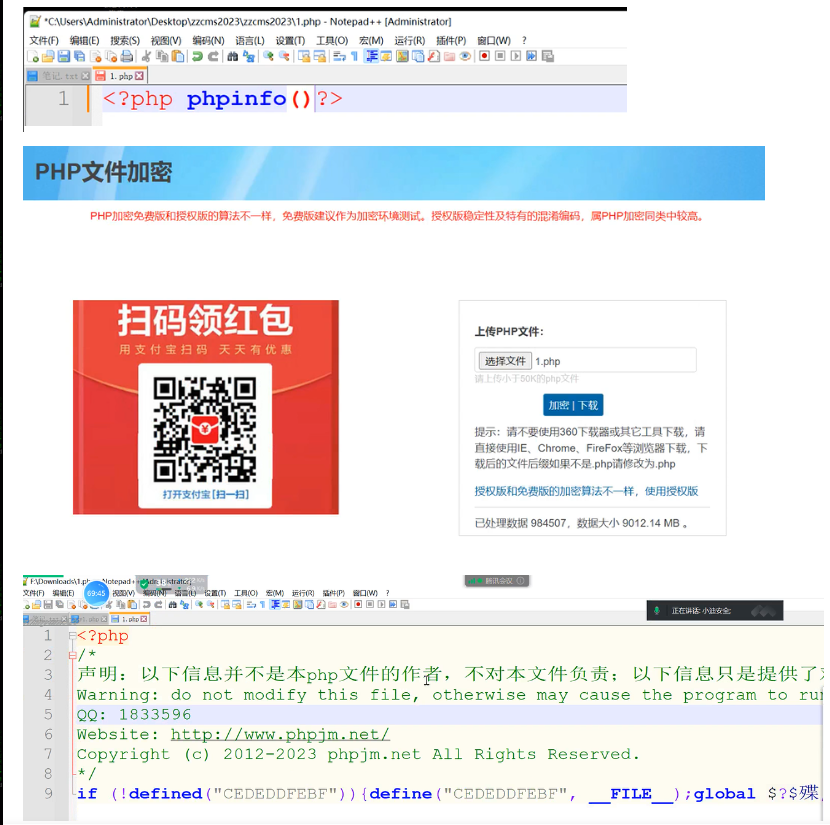 *C:\Users\Administrator\Desktop\zzcms2023\zzcms2023\1.php - Notepad++ [Administrator]
文件(F) 编辑(E) 搜索(S) 视图(V) 编码(N) 语言(L) 设置(T) 工具(O) 宏(M) 运行(R) 插件(P) 窗口(W) ?
笔记.txt 1.php
1 <?php phpinfo()?>
PHP文件加密
PHP加密免费版和授权版的算法不一样，免费版建议作为加密环境测试。授权版稳定性及特有的混淆编码，属PHP加密同类中较高。
扫码领红包
用支付宝扫码 天天有优惠
打开支付宝[扫一扫]
上传PHP文件：
选择文件 1.php
请上传小于50K的php文件
加密 | 下载
提示：请不要使用360下载器或其它工具下载，请
直接使用IE、Chrome、FireFox等浏览器下载，下
载后的文件后缀如果不是.php请修改为.php
授权版和免费版的加密算法不一样，使用授权版
已处理数据 984507，数据大小 9012.14 MB 。
F:\Downloads\1.ph Notepad+
69:45
腾讯会议
文件(F) 编辑(E) 视图(V) 编码(N) 语言(L) 设置(T) 工具(O) 宏(M) 运行(R) 插件(P) 窗口(W) ?
正在讲话: 小迪安全;
1.php
1 <?php
2 /*
3 声明：以下信息并不是本php文件的作者，不对本文件负责；以下信息只是提供了
4 Warning: do not modify this file, otherwise may cause the program to run
5 QQ: 1833596
6 Website: http://www.phpjm.net/
7 Copyright (c) 2012-2023 phpjm.net All Rights Reserved.
8 */
9 if (!defined("CEDEDDFEBF")){define("CEDEDDFEBF", __FILE__);global $?$碟